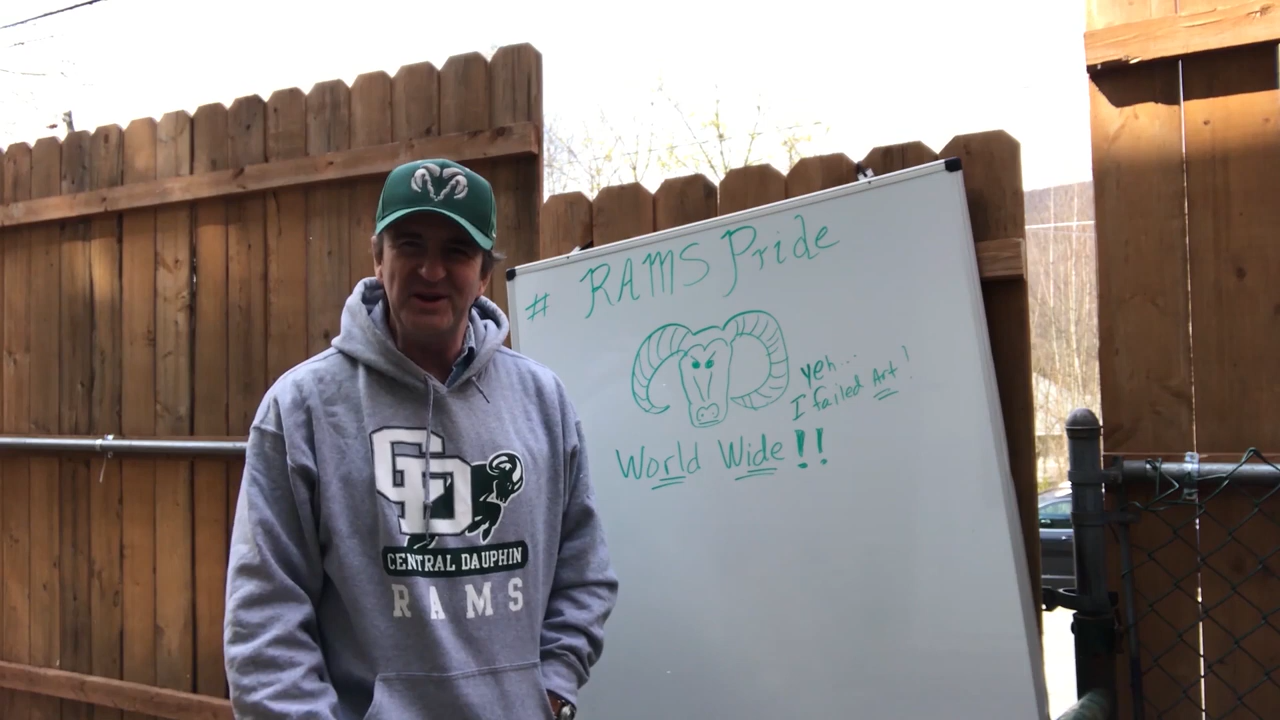 # RAMS Pride
yeh...
I failed Art!
World Wide!!
CD
CENTRAL DAUPHIN
RAMS